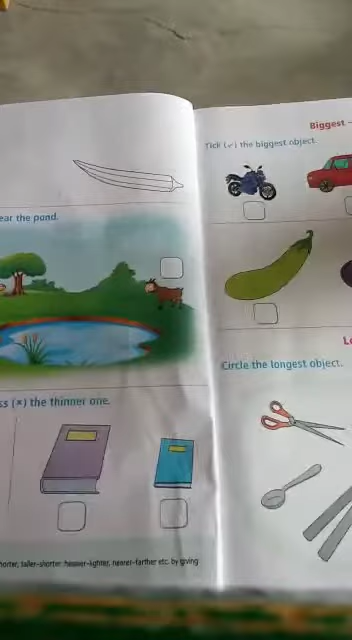 ear the pond.
ss (×) the thinner one.
horter, taller-shorter, heavier-lighter, nearer-farther etc. by giving
Biggest –
Tick (✓) the biggest object.
Lo
Circle the longest object.